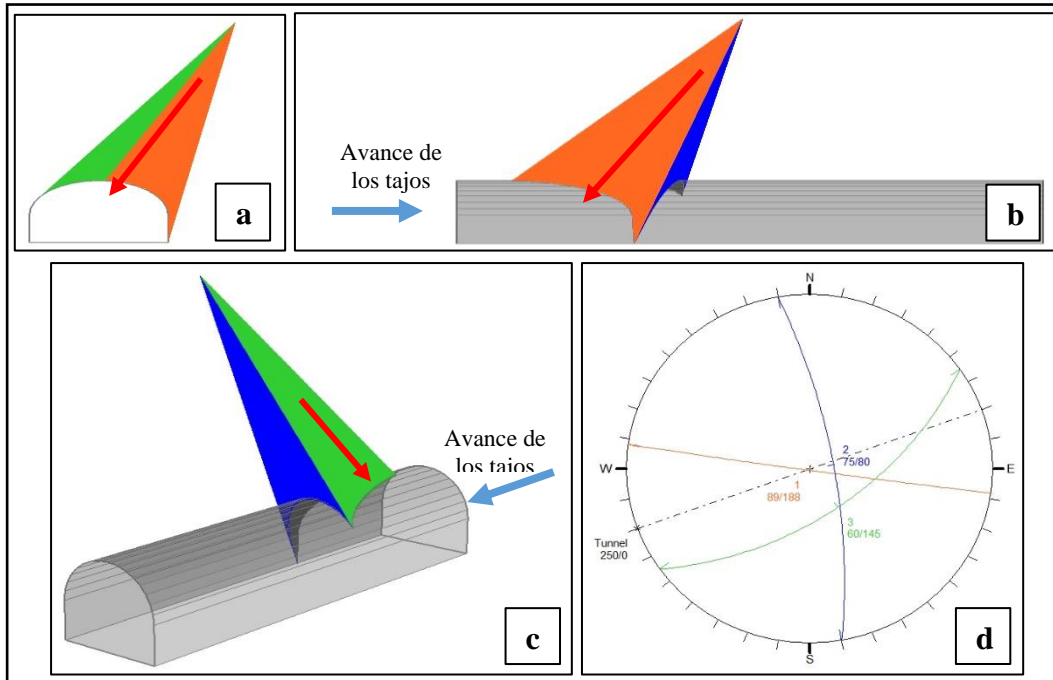 a
Avance de
los tajos
b
Avance de
los tajos
c
N
W
E
S
2
75/80
1
89/188
3
60/145
Tunnel
250/0
d